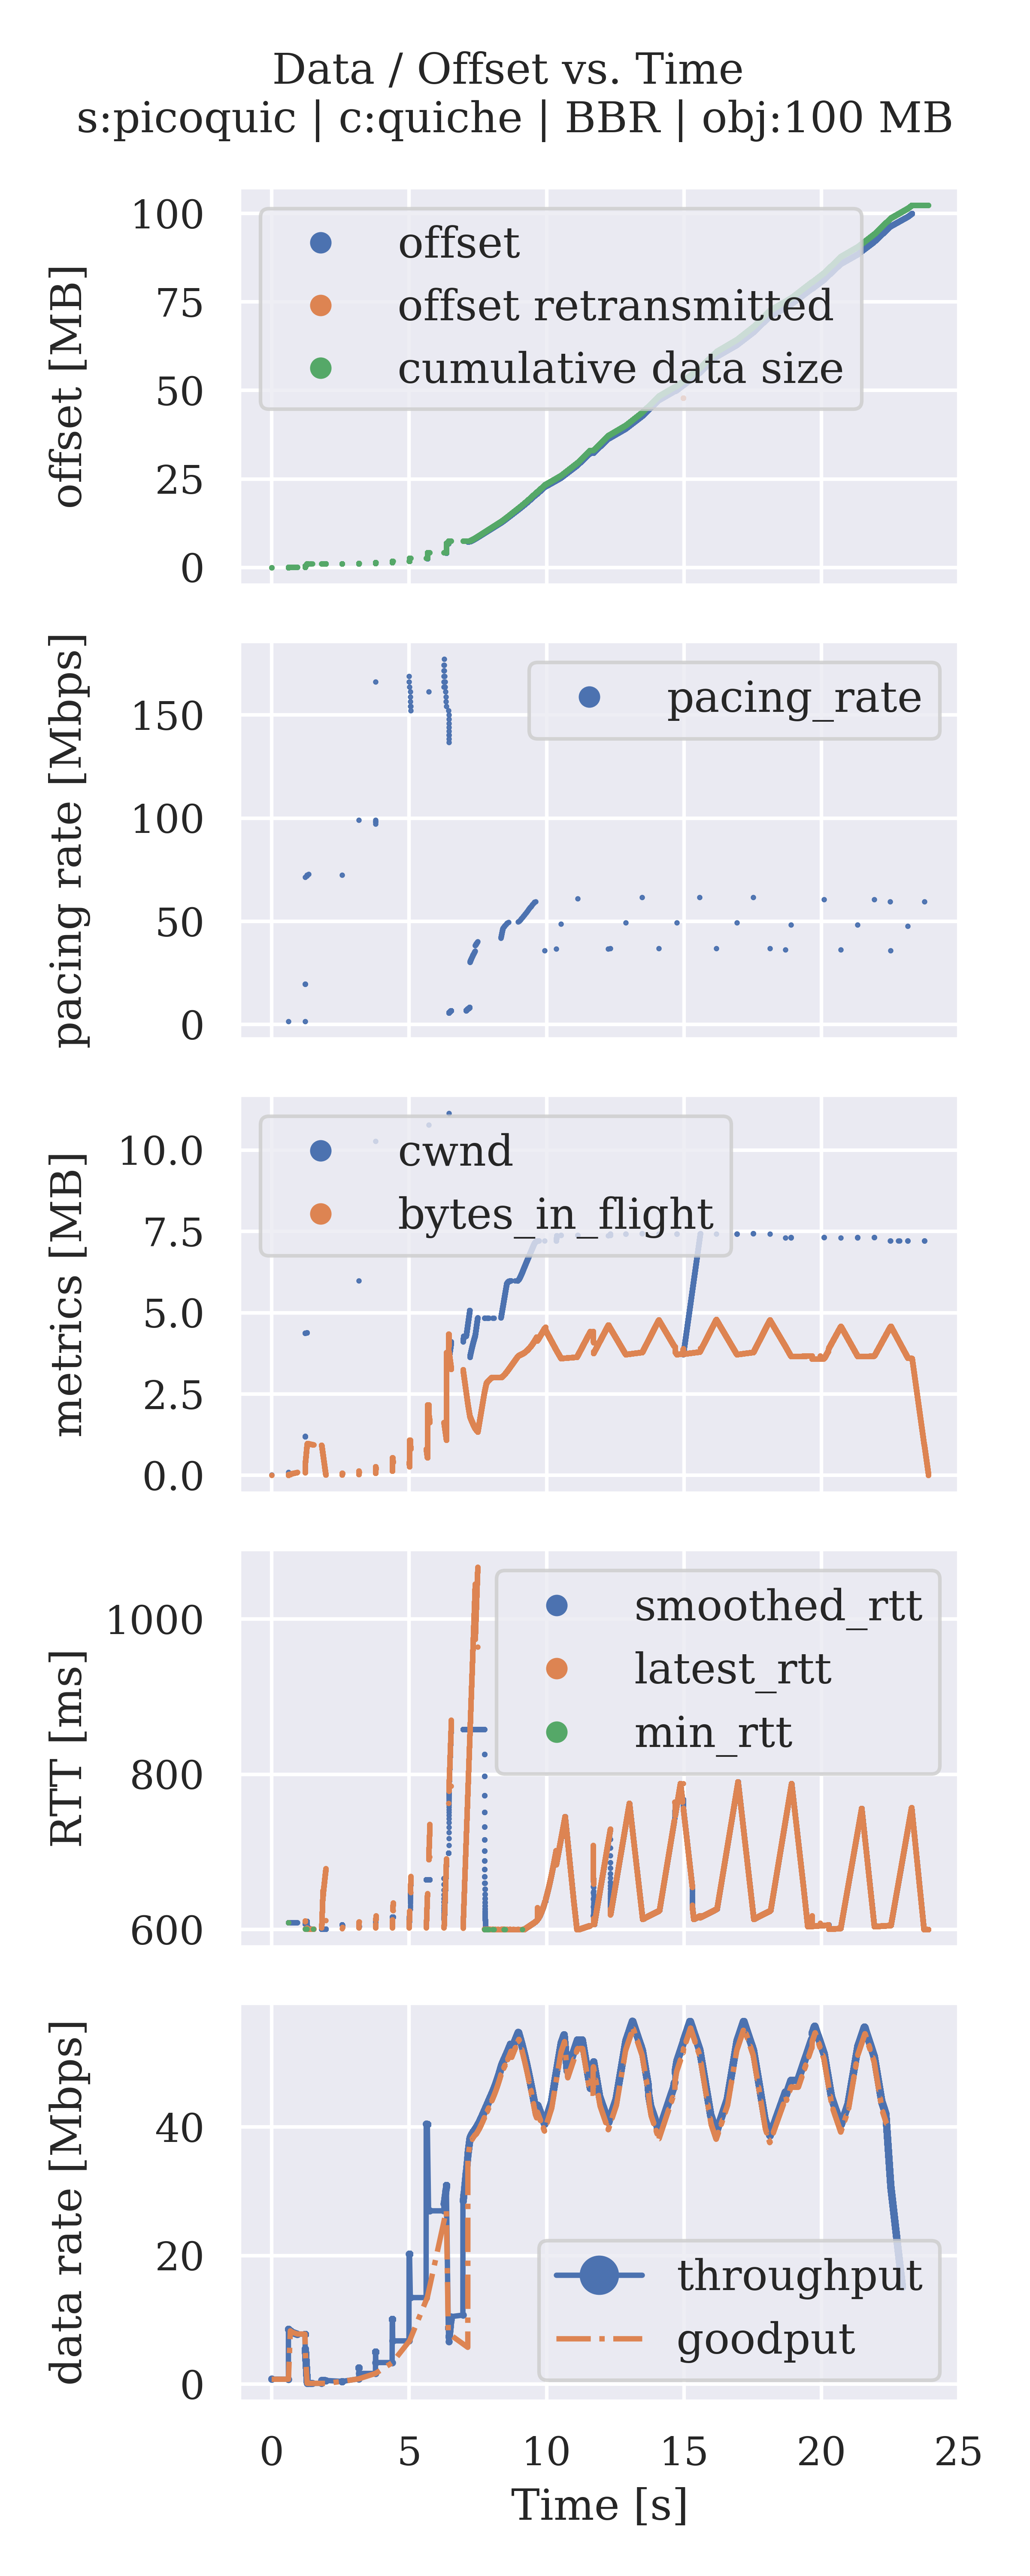 Data / Offset vs. Time
s:picoquic | c:quiche | BBR | obj:100 MB
offset [MB]
100
75
50
25
0
offset
offset retransmitted
cumulative data size
pacing rate [Mbps]
150
100
50
0
pacing_rate
metrics [MB]
10.0
7.5
5.0
2.5
0.0
cwnd
bytes_in_flight
RTT [ms]
1000
800
600
smoothed_rtt
latest_rtt
min_rtt
data rate [Mbps]
40
20
0
throughput
goodput
0 5 10 15 20 25
Time [s]